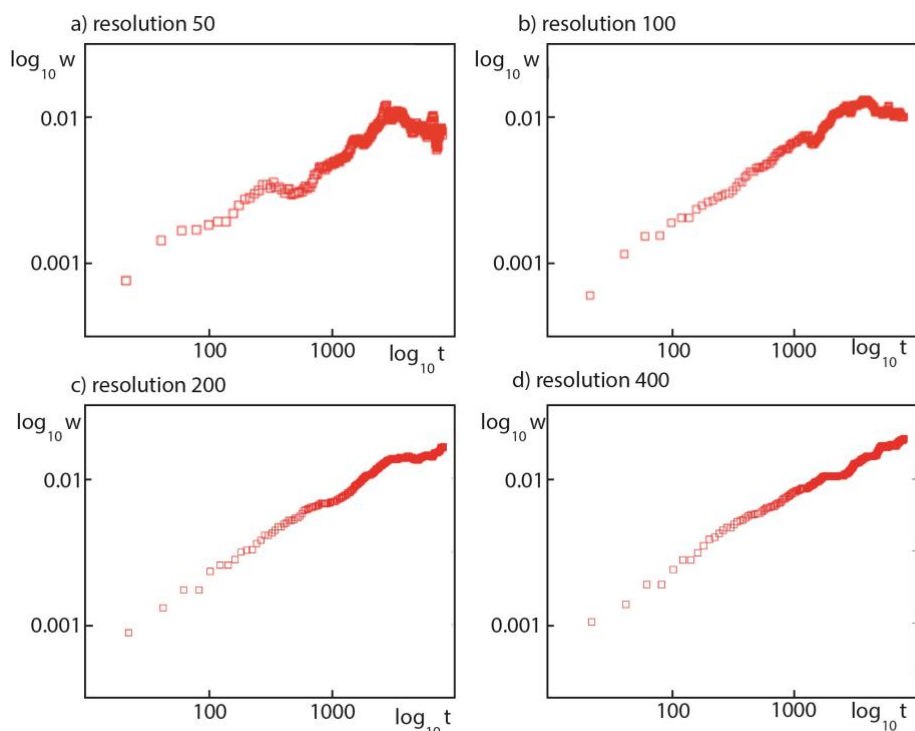 a) resolution 50
log10 w
0.01
0.001
100
1000
log10 t
b) resolution 100
log10 w
0.01
0.001
100
1000
log10 t
c) resolution 200
log10 w
0.01
0.001
100
1000
log10 t
d) resolution 400
log10 w
0.01
0.001
100
1000
log10 t